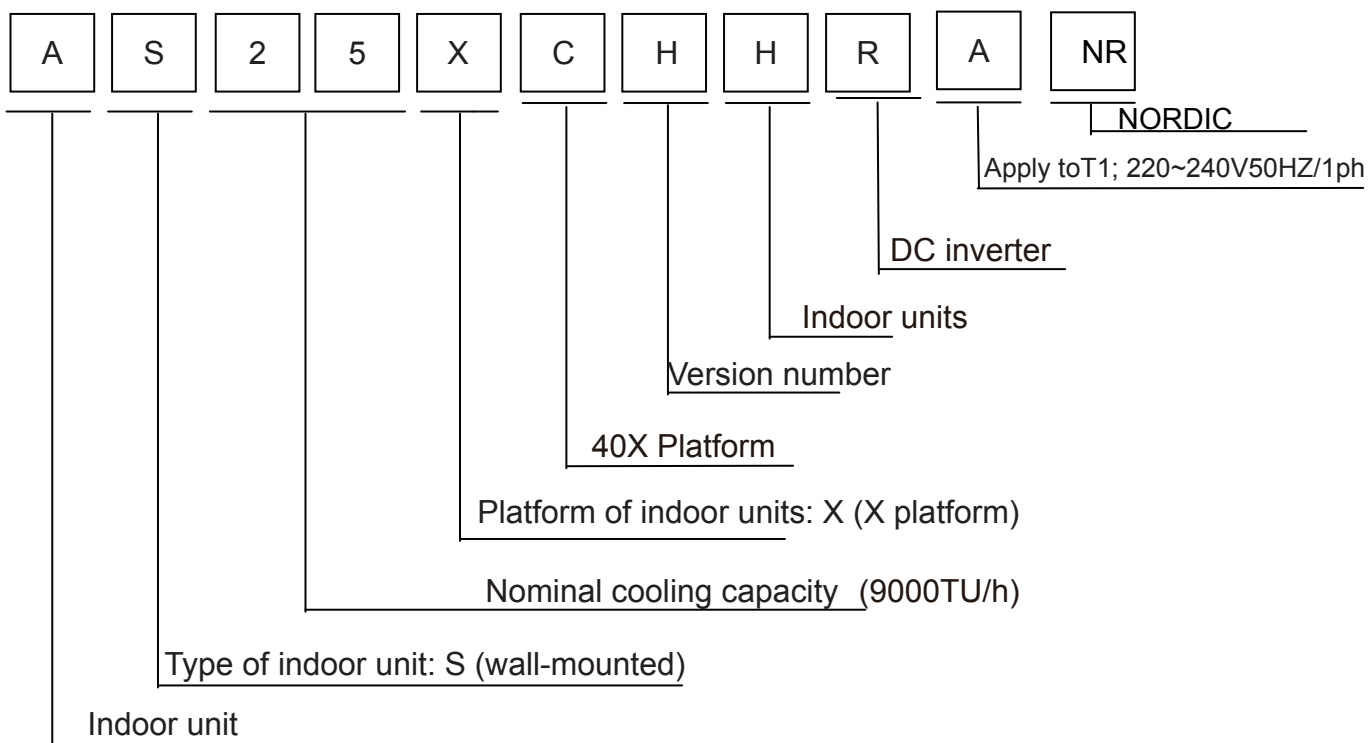 A S 2 5 X C H H R A NR
NORDIC
Apply toT1; 220~240V50HZ/1ph
DC inverter
Indoor units
Version number
40X Platform
Platform of indoor units: X (X platform)
Nominal cooling capacity (9000TU/h)
Type of indoor unit: S (wall-mounted)
Indoor unit